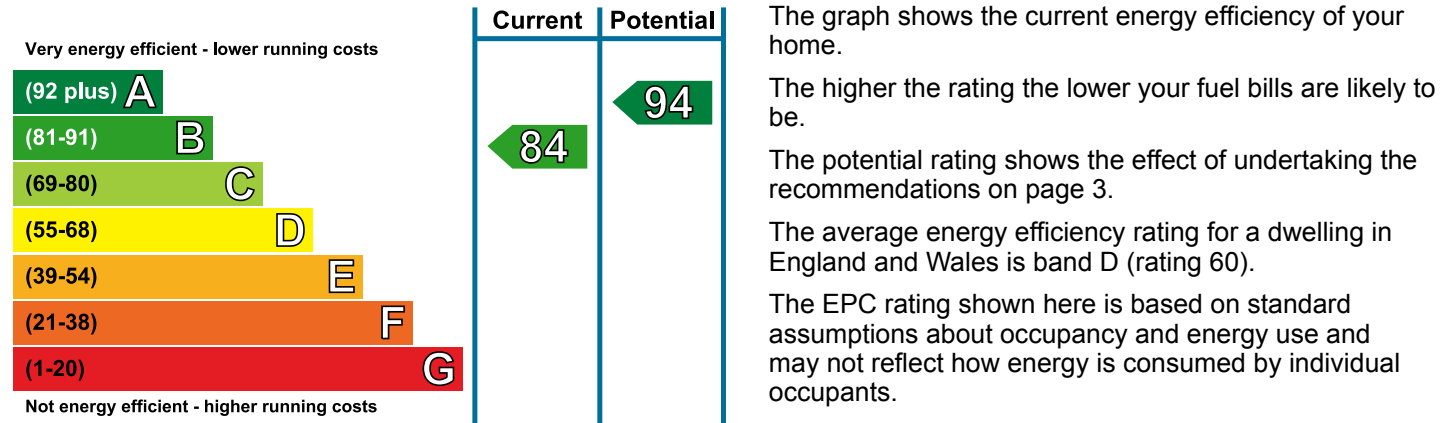 Current Potential
Very energy efficient - lower running costs
(92 plus) A
94
(81-91) B
84
(69-80) C
(55-68) D
(39-54) E
(21-38) F
(1-20) G
Not energy efficient - higher running costs
The graph shows the current energy efficiency of your
home.
The higher the rating the lower your fuel bills are likely to
be.
The potential rating shows the effect of undertaking the
recommendations on page 3.
The average energy efficiency rating for a dwelling in
England and Wales is band D (rating 60).
The EPC rating shown here is based on standard
assumptions about occupancy and energy use and
may not reflect how energy is consumed by individual
occupants.